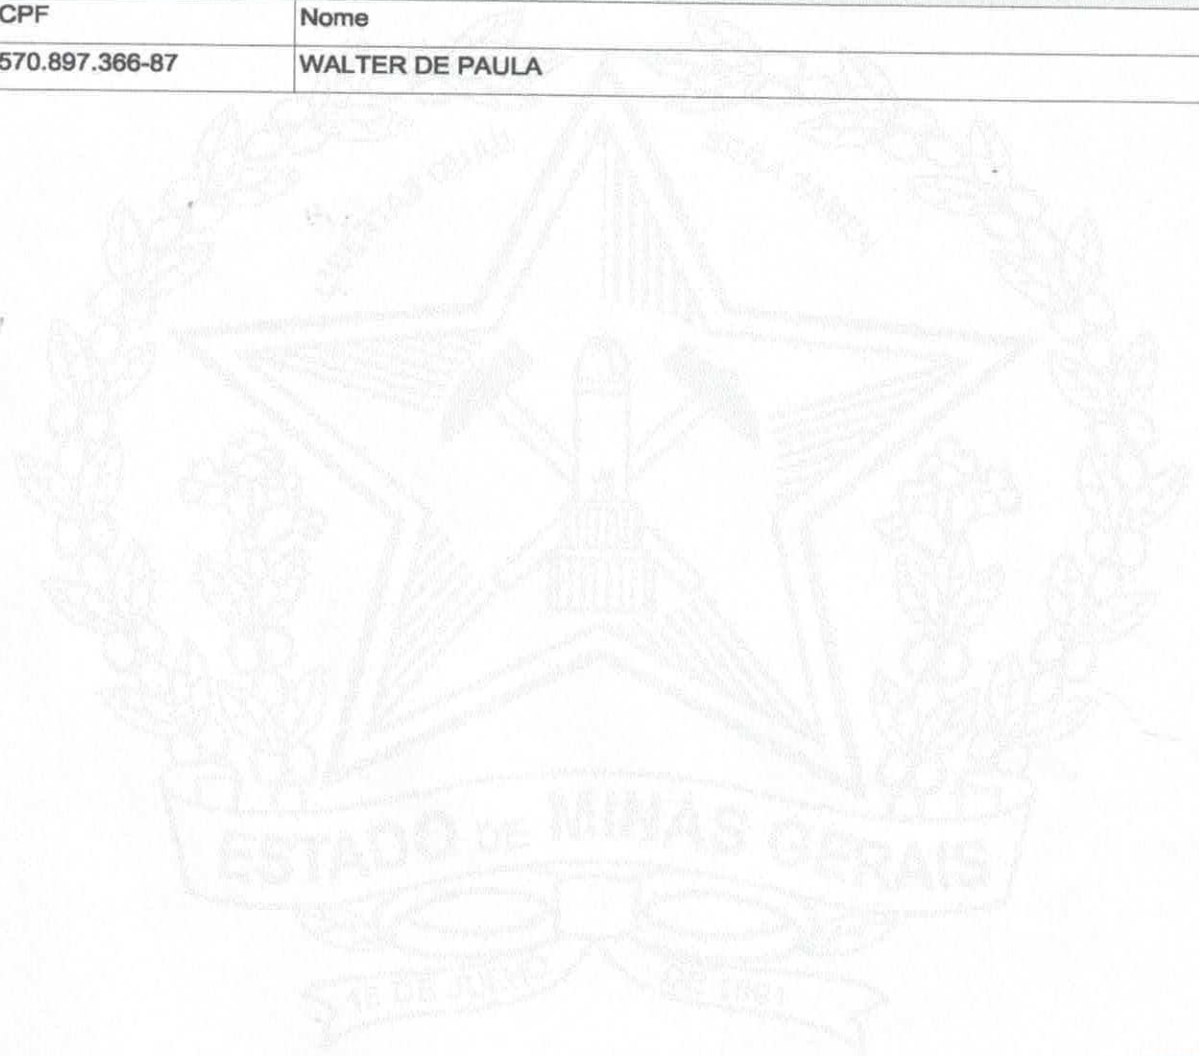 CPF Nome
570.897.366-87 WALTER DE PAULA
ESTADO DE MINAS GERAIS
15 DE JUNHO DE 1891